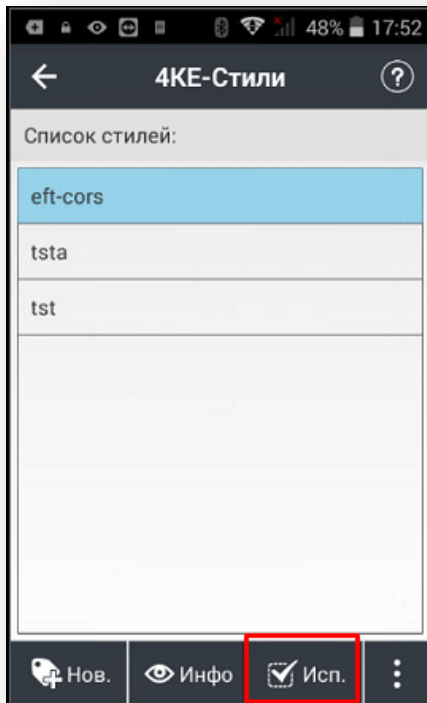 48% 17:52
4КЕ-Стили ?
Список стилей:
eft-cors
tsta
tst
Нов. Инфо Исп.